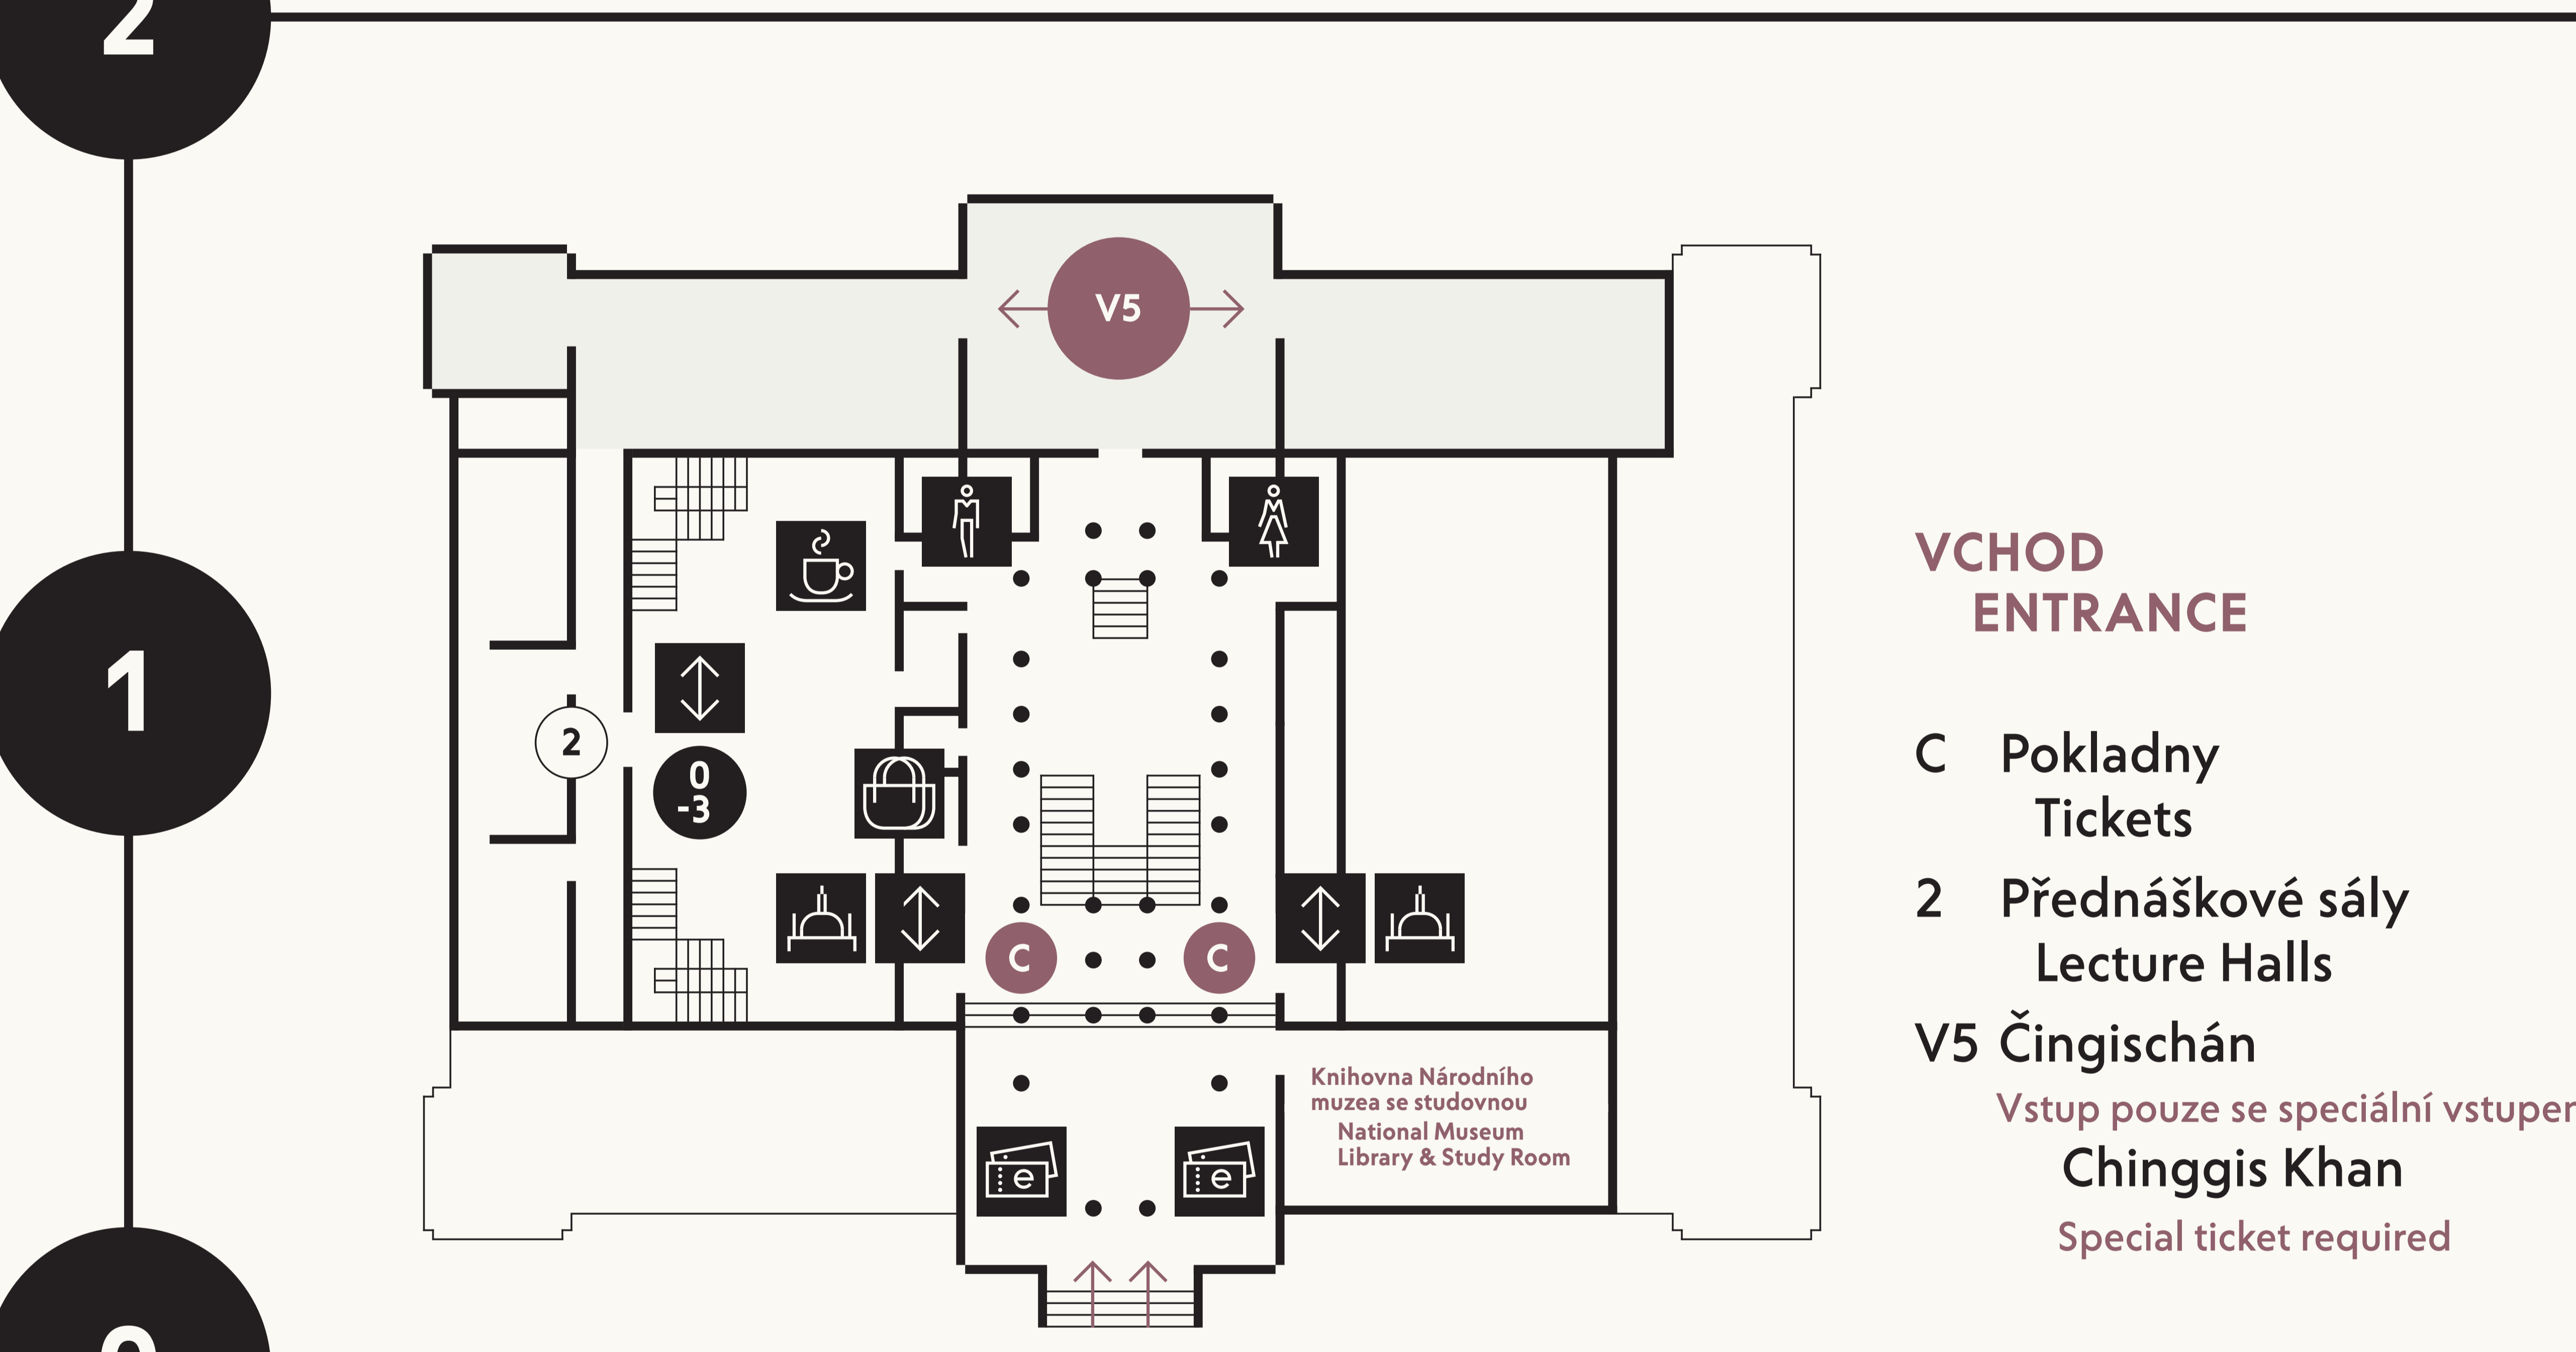 2
V5
1
2
0
-3
C
C
Knihovna Národního
muzea se studovnou
National Museum
Library & Study Room
e
e
VCHOD
ENTRANCE
C Pokladny
Tickets
2 Přednáškové sály
Lecture Halls
V5 Čingischán
Vstup pouze se speciální
Chinggis Khan
Special ticket required